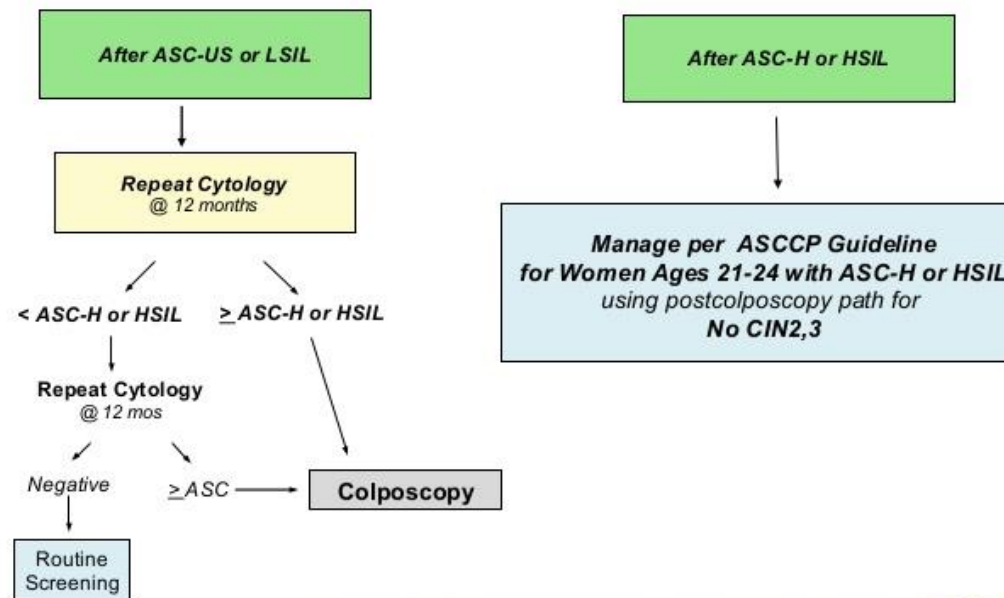 After ASC-US or LSIL
Repeat Cytology
@ 12 months
< ASC-H or HSIL
≥ ASC-H or HSIL
Repeat Cytology
@ 12 mos
Negative
≥ ASC
Colposcopy
Routine
Screening
After ASC-H or HSIL
Manage per ASCCP Guideline
for Women Ages 21-24 with ASC-H or HSIL
using postcolposcopy path for
No CIN2,3